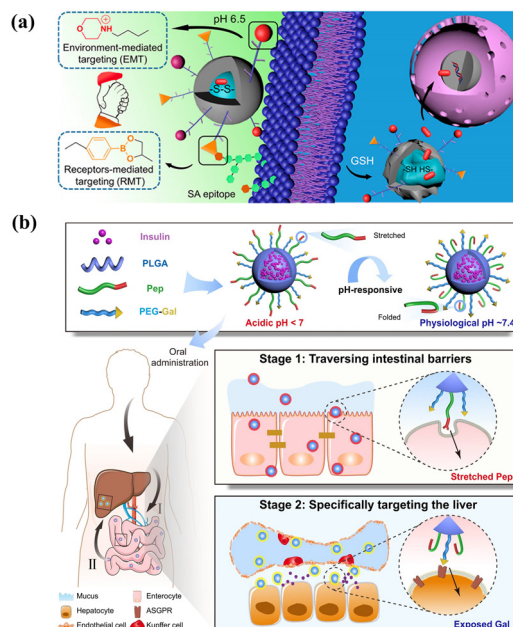 (a)
pH 6.5
O
NH
+
Environment-mediated
targeting (EMT)
-S-S-
B
O
O
Receptors-mediated
targeting (RMT)
SA epitope
GSH
-SH HS-
(b)
Insulin
PLGA
Pep
PEG-Gal
Stretched
pH-responsive
Folded
Acidic pH < 7
Physiological pH ~7.4
Oral
administration
Stage 1: Traversing intestinal barriers
Stretched Pep
I
II
Stage 2: Specifically targeting the liver
Exposed Gal
Mucus
Enterocyte
Hepatocyte
ASGPR
Endothelial cell
Kupffer cell